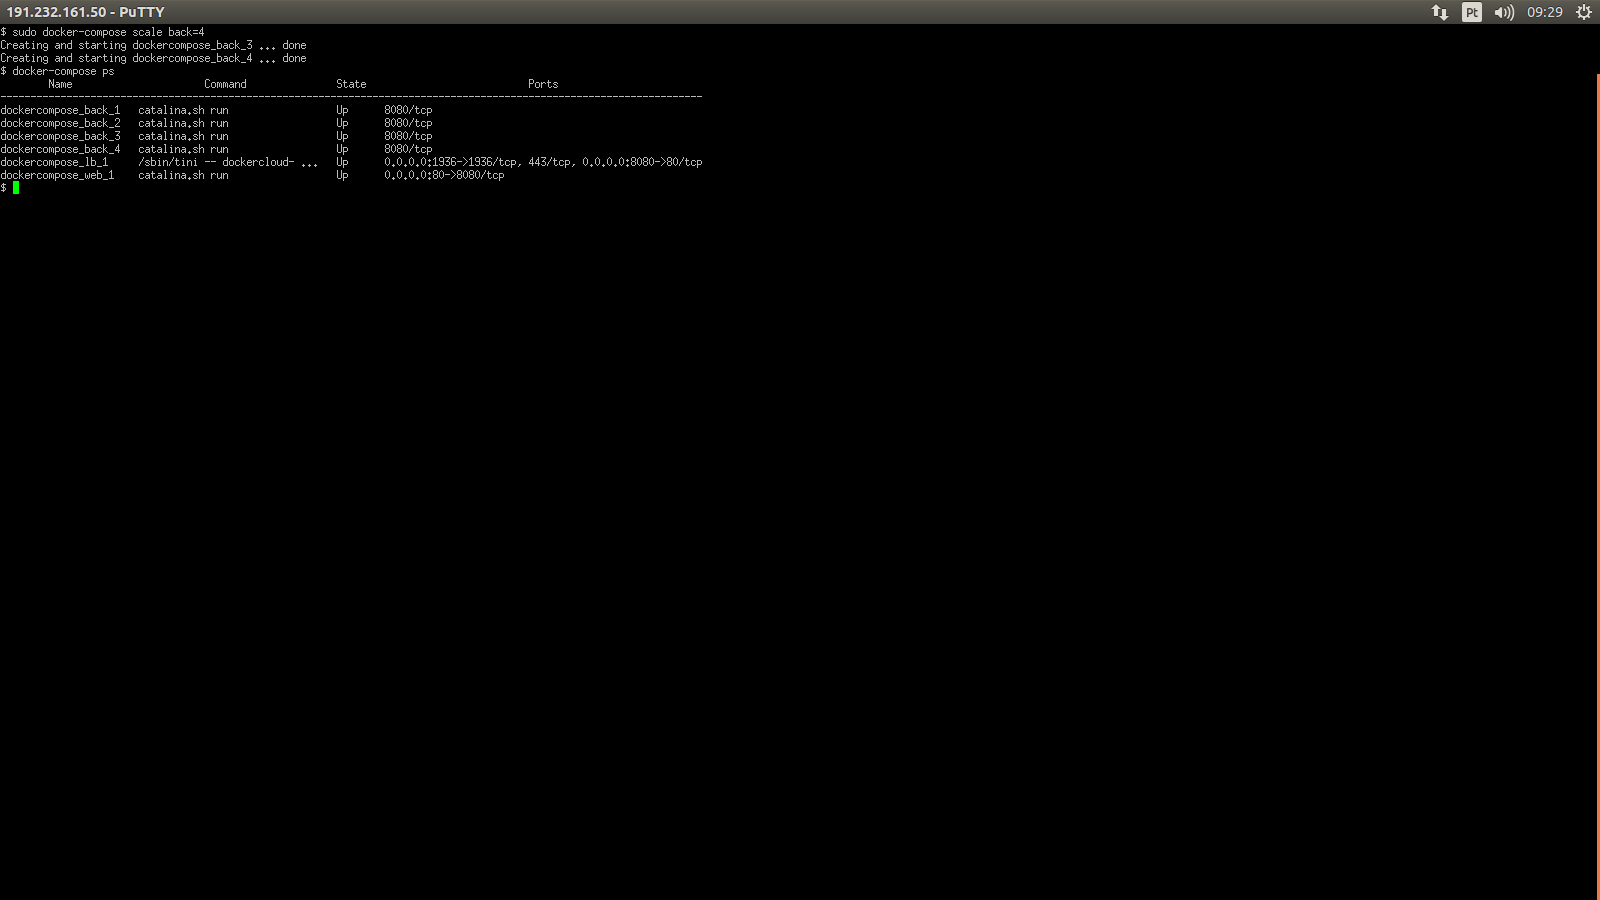 191.232.161.50 - PuTTY
Pt
09:29
$ sudo docker-compose scale back=4
Creating and starting dockercompose_back_3 ... done
Creating and starting dockercompose_back_4 ... done
$ docker-compose ps
Name Command State Ports
---------------------------------------------------------------------------------------------------------------------
dockercompose_back_1 catalina.sh run Up 8080/tcp
dockercompose_back_2 catalina.sh run Up 8080/tcp
dockercompose_back_3 catalina.sh run Up 8080/tcp
dockercompose_back_4 catalina.sh run Up 8080/tcp
dockercompose_lb_1 /sbin/tini -- dockercloud- ... Up 0.0.0.0:1936->1936/tcp, 443/tcp, 0.0.0.0:8080->80/tcp
dockercompose_web_1 catalina.sh run Up 0.0.0.0:80->8080/tcp
$